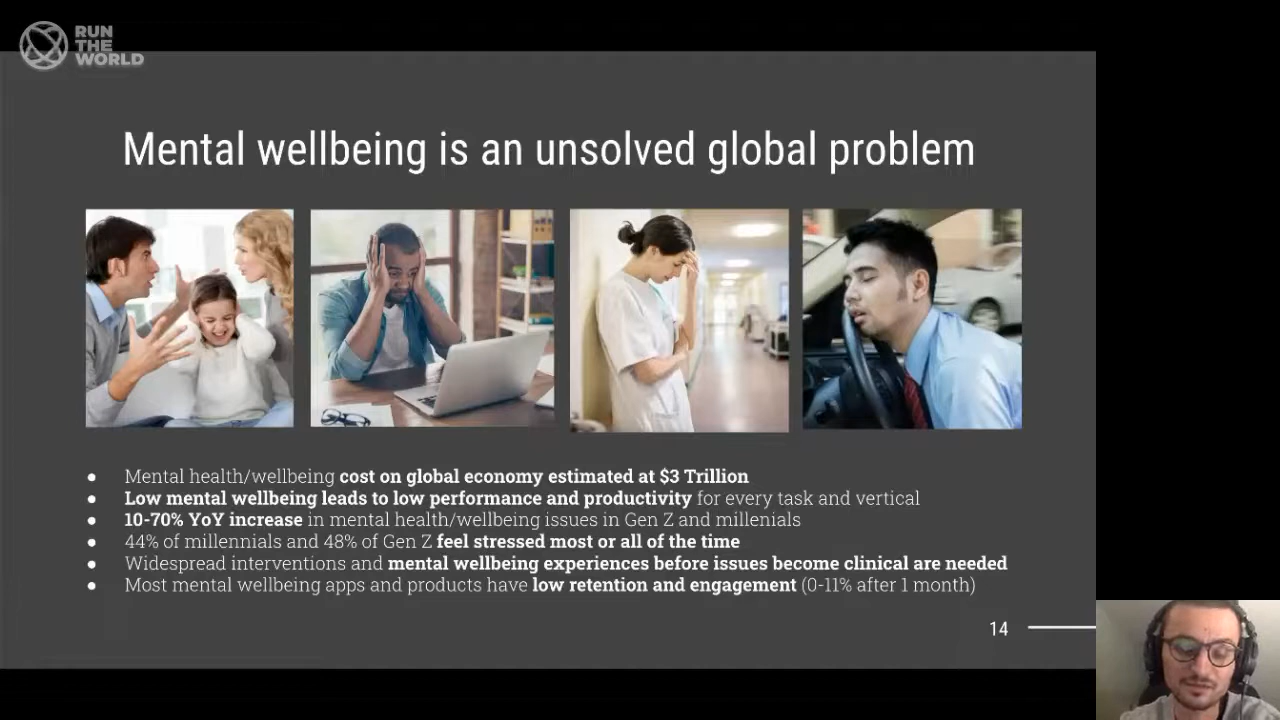 RUN
THE
WORLD
Mental wellbeing is an unsolved global problem
● Mental health/wellbeing cost on global economy estimated at $3 Trillion
● Low mental wellbeing leads to low performance and productivity for every task and vertical
● 10-70% YoY increase in mental health/wellbeing issues in Gen Z and millenials
● 44% of millennials and 48% of Gen Z feel stressed most or all of the time
● Widespread interventions and mental wellbeing experiences before issues become clinical are needed
● Most mental wellbeing apps and products have low retention and engagement (0-11% after 1 month)
14